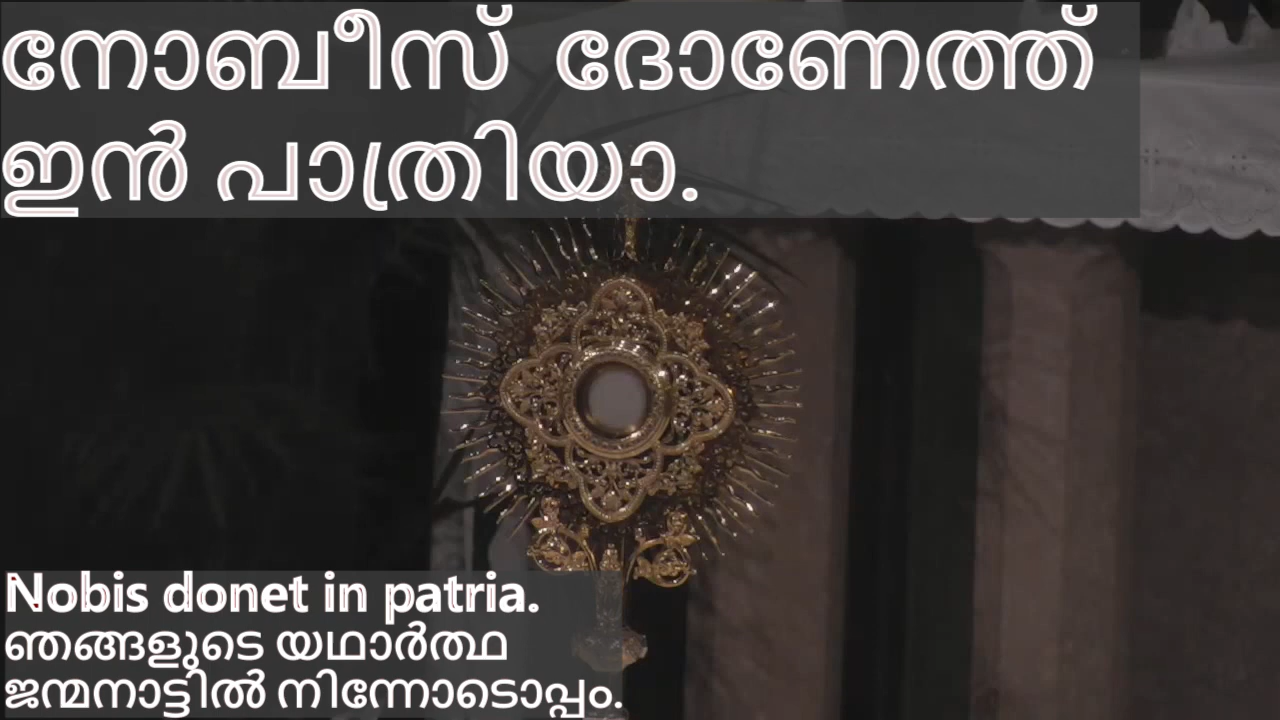 നോബീസ് ദോണേത്ത്
ഇൻ പാത്രിയാ.
Nobis donet in patria.
ഞങ്ങളുടെ യഥാർത്ഥ
ജന്മനാട്ടിൽ നിന്നോടൊപ്പം.